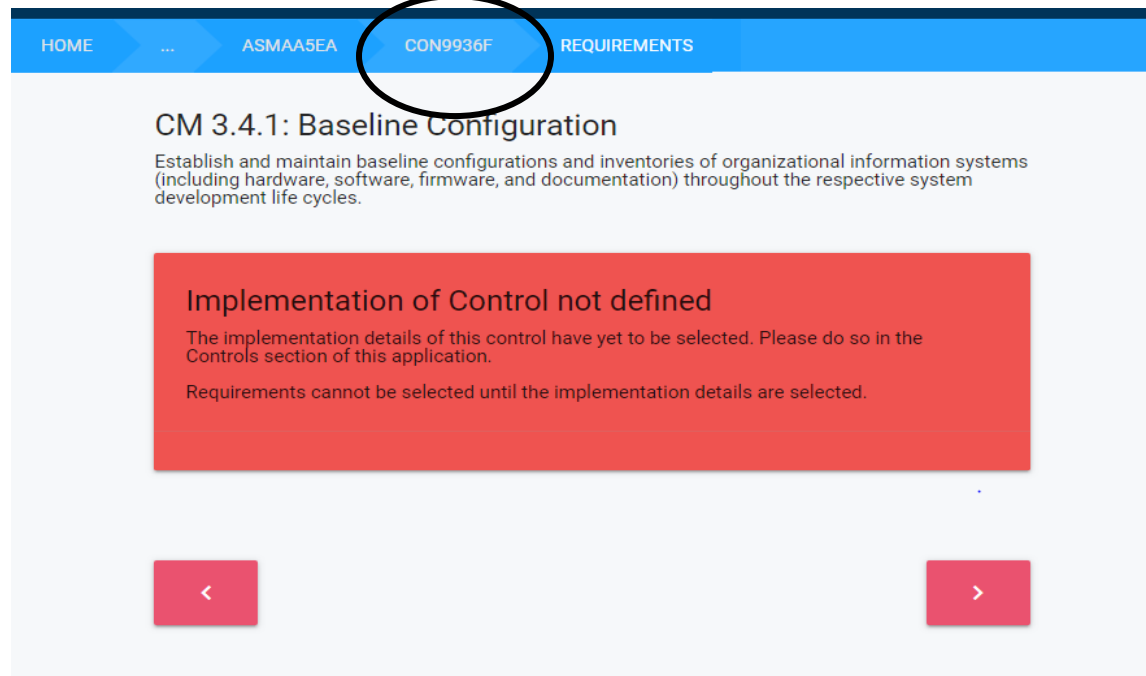 HOME ... ASMAA5EA CON9936F REQUIREMENTS
CM 3.4.1: Baseline Configuration
Establish and maintain baseline configurations and inventories of organizational information systems
(including hardware, software, firmware, and documentation) throughout the respective system
development life cycles.
Implementation of Control not defined
The implementation details of this control have yet to be selected. Please do so in the
Controls section of this application.
Requirements cannot be selected until the implementation details are selected.
< >